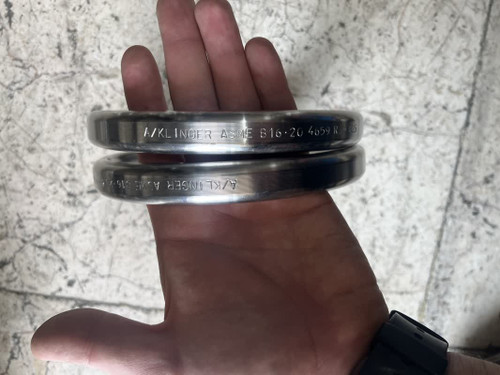 A/KLINGER ASME B16·20 4659 R
A/KLINGER ASME